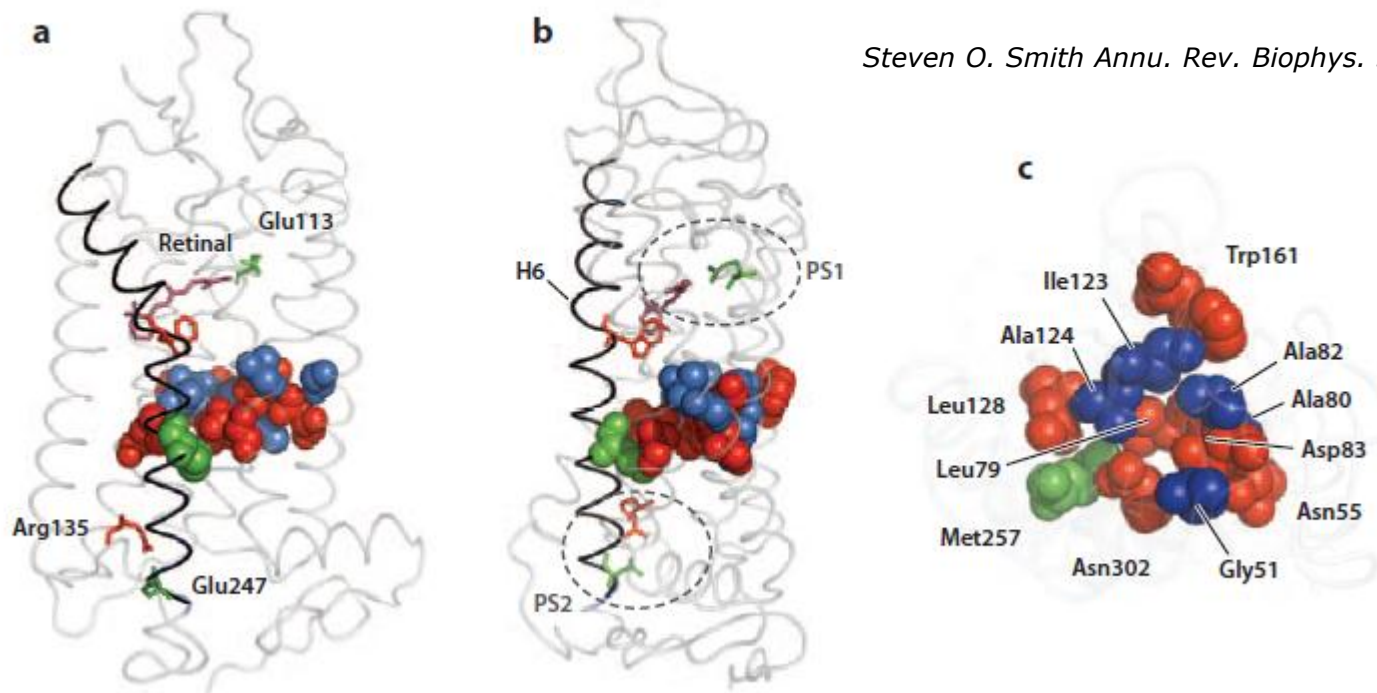 a
b
Steven O. Smith Annu. Rev. Biophys.
c
Glu113
Retinal
H6
PS1
Arg135
Glu247
PS2
Trp161
Ile123
Ala124
Ala82
Leu128
Ala80
Leu79
Asp83
Met257
Asn55
Asn302
Gly51